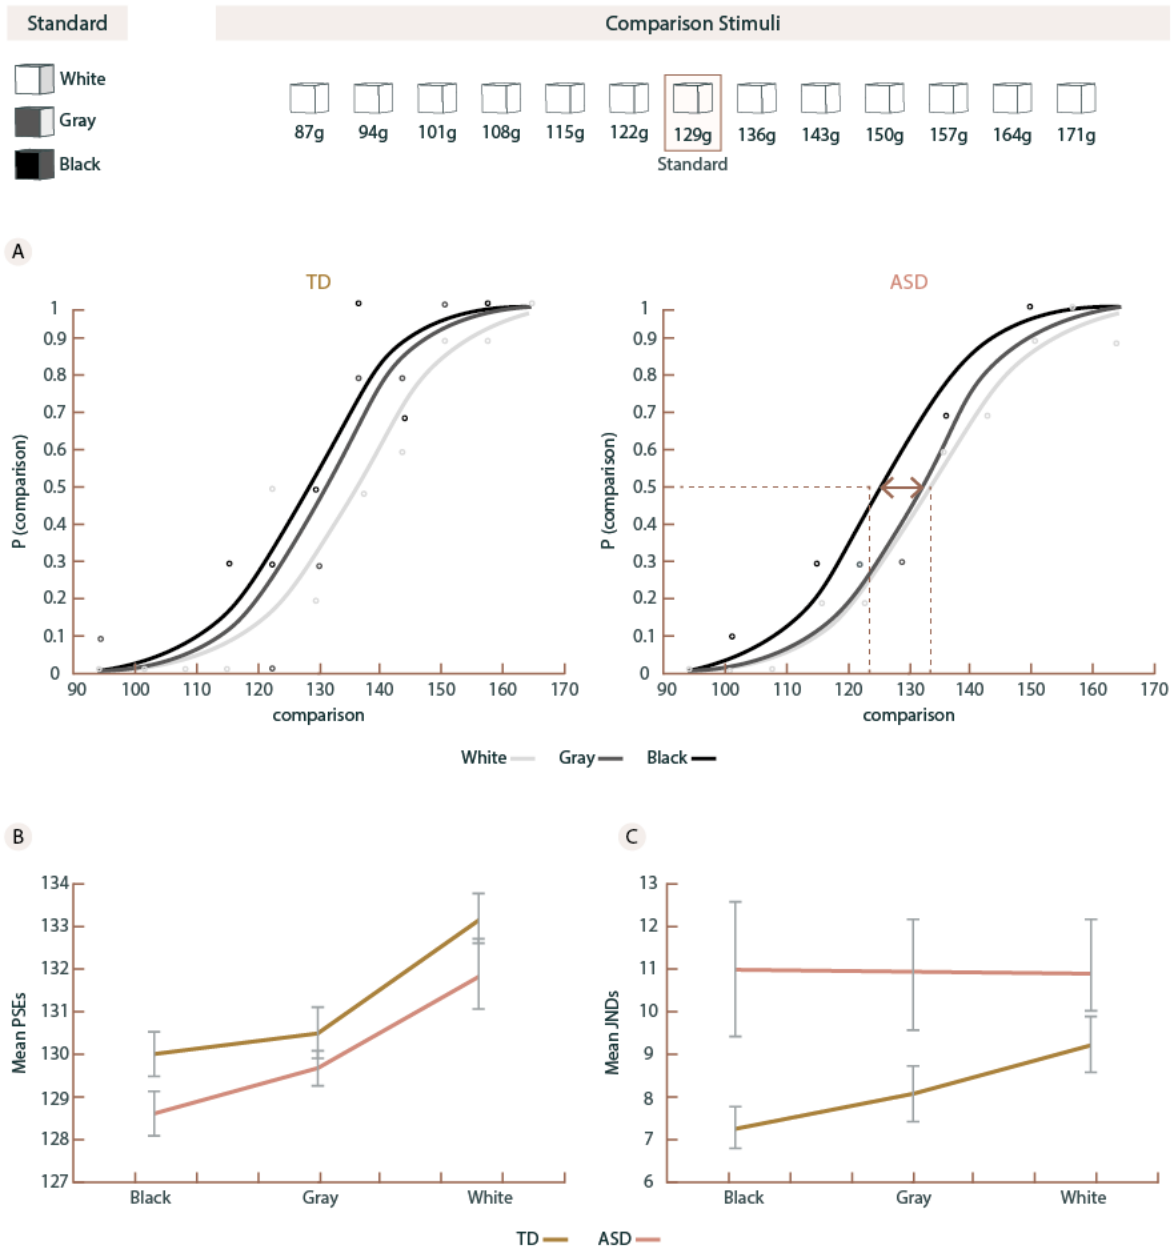 Standard
Comparison Stimuli
White
Gray
Black
87g 94g 101g 108g 115g 122g 129g 136g 143g 150g 157g 164g 171g
Standard
A
TD
ASD
1
0.9
0.8
0.7
0.6
0.5
0.4
0.3
0.2
0.1
0
P (comparison)
90 100 110 120 130 140 150 160 170
comparison
1
0.9
0.8
0.7
0.6
0.5
0.4
0.3
0.2
0.1
0
P (comparison)
90 100 110 120 130 140 150 160 170
comparison
White Gray Black
B
134
133
132
131
130
129
128
127
Mean PSEs
Black Gray White
C
13
12
11
10
9
8
7
6
Mean JNDs
Black Gray White
TD ASD